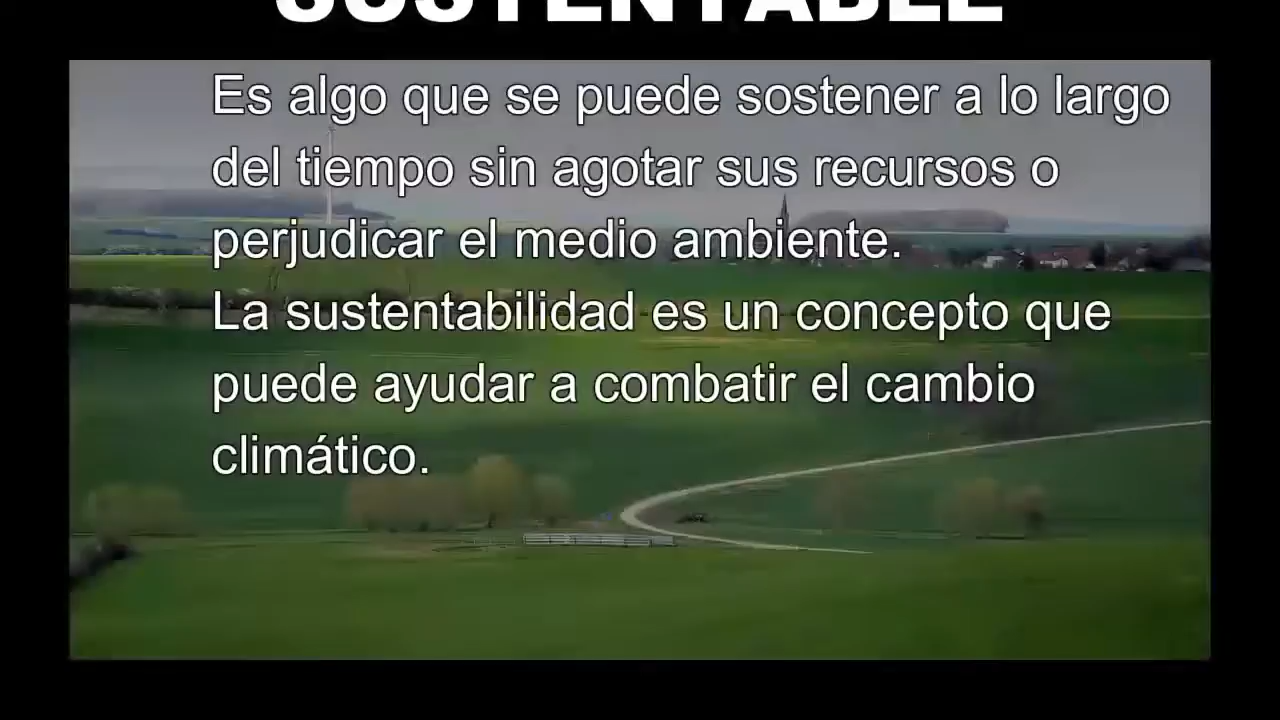 SUSTENTABLE
Es algo que se puede sostener a lo largo
del tiempo sin agotar sus recursos o
perjudicar el medio ambiente.
La sustentabilidad es un concepto que
puede ayudar a combatir el cambio
climático.